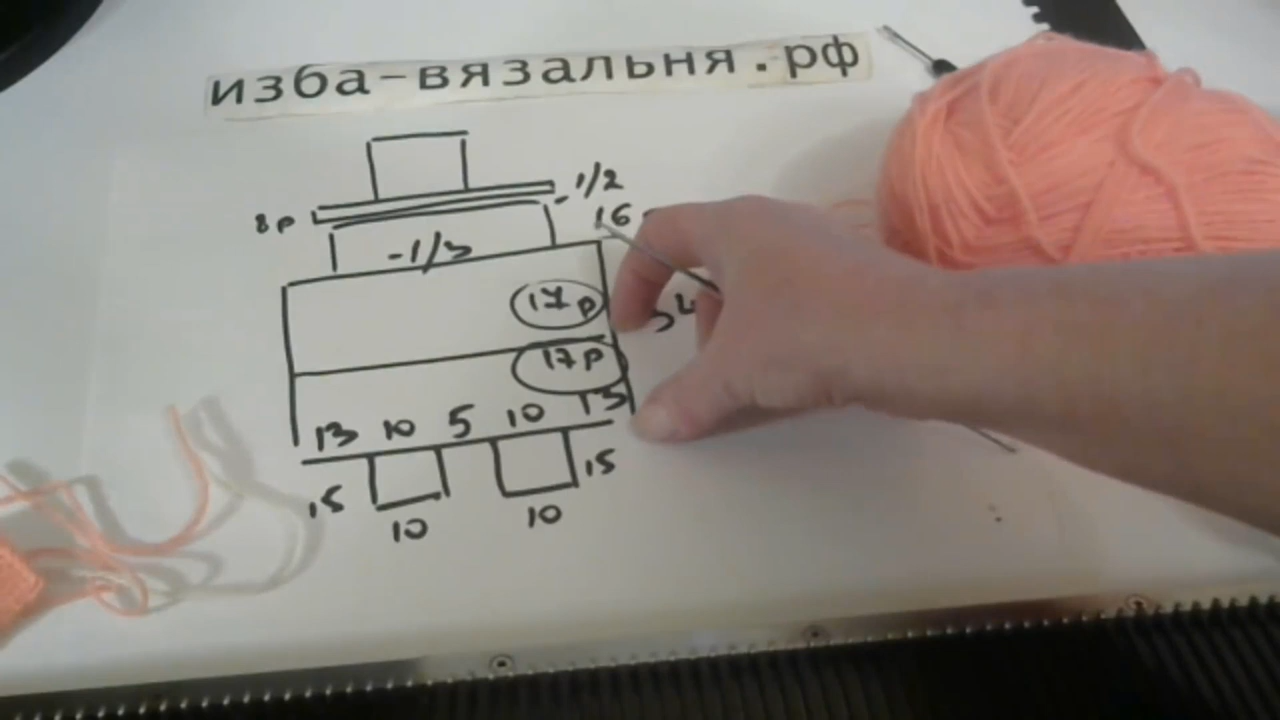 изба-вязальня.рф
-1/2
8р 16
-1/3
17р
34
17р
13 10 5 10 13
15 15
10 10